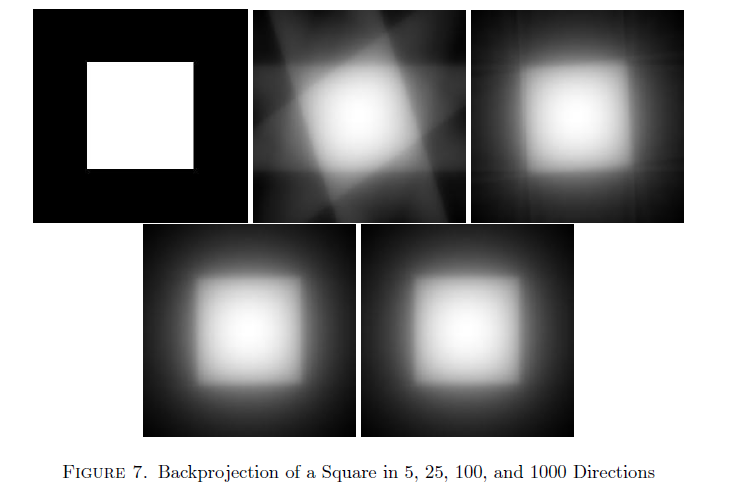 FIGURE 7. Backprojection of a Square in 5, 25, 100, and 1000 Directions